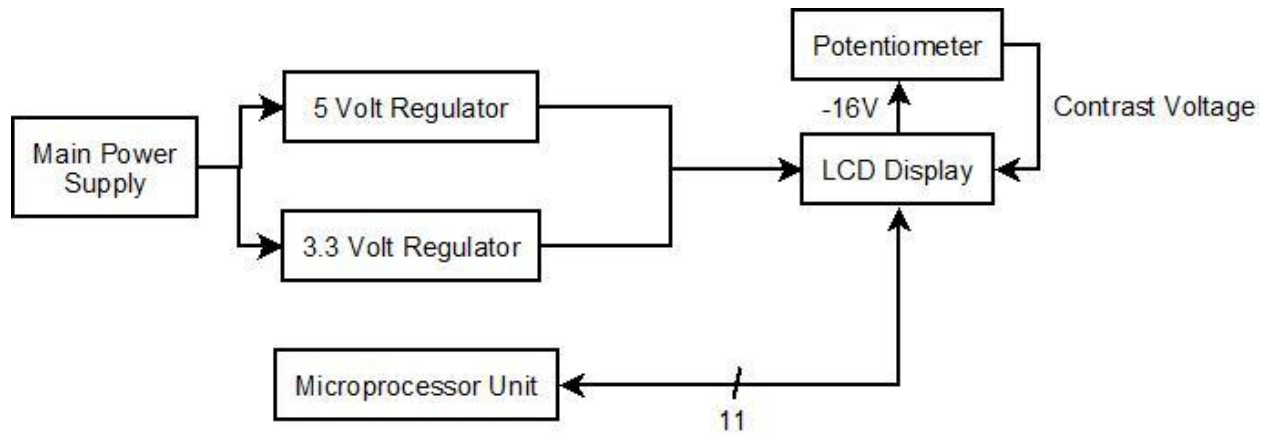 Potentiometer
5 Volt Regulator
-16V
Contrast Voltage
Main Power
Supply
LCD Display
3.3 Volt Regulator
Microprocessor Unit
11